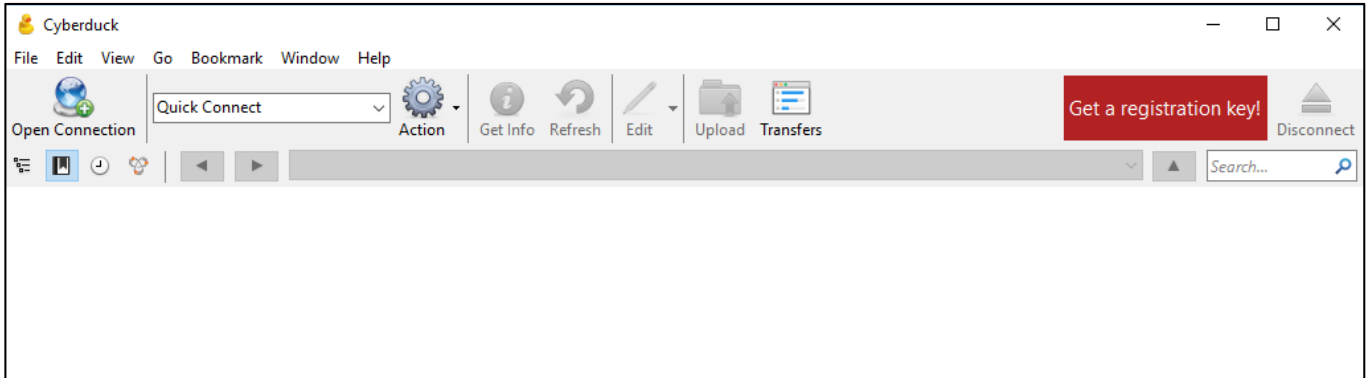 Cyberduck
File Edit View Go Bookmark Window Help
Open Connection
Quick Connect
Action
Get Info
Refresh
Edit
Upload
Transfers
Get a registration key!
Disconnect
Search...